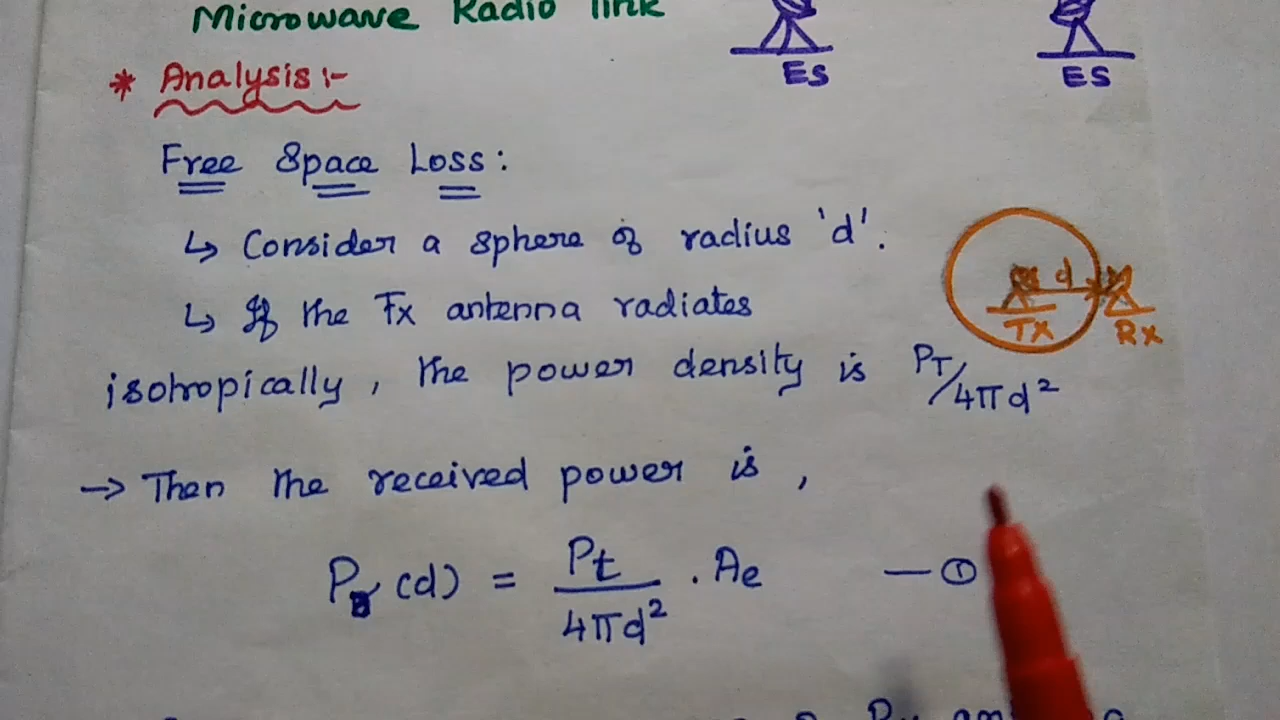 Microwave Radio link
ES ES
* Analysis :-
Free Space Loss :
↳ Consider a sphere of radius 'd'.
↳ If the Tx antenna radiates
d
TX Rx
isotropically, the power density is PT/4πd²
→ Then the received power is,
Pr(d) = Pt/4πd² . Ae — ①